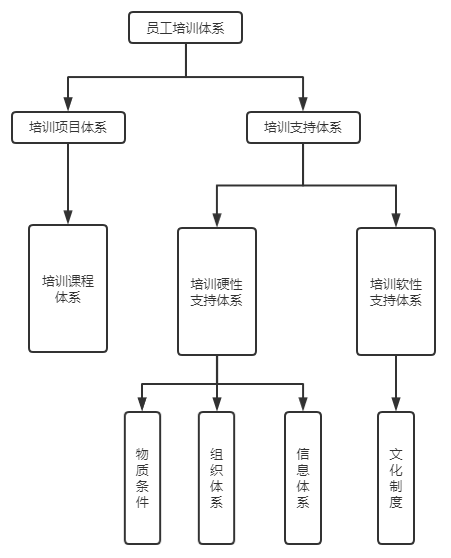 员工培训体系
培训项目体系
培训支持体系
培训课程
体系
培训硬性
支持体系
培训软性
支持体系
物质条件
组织体系
信息体系
文化制度